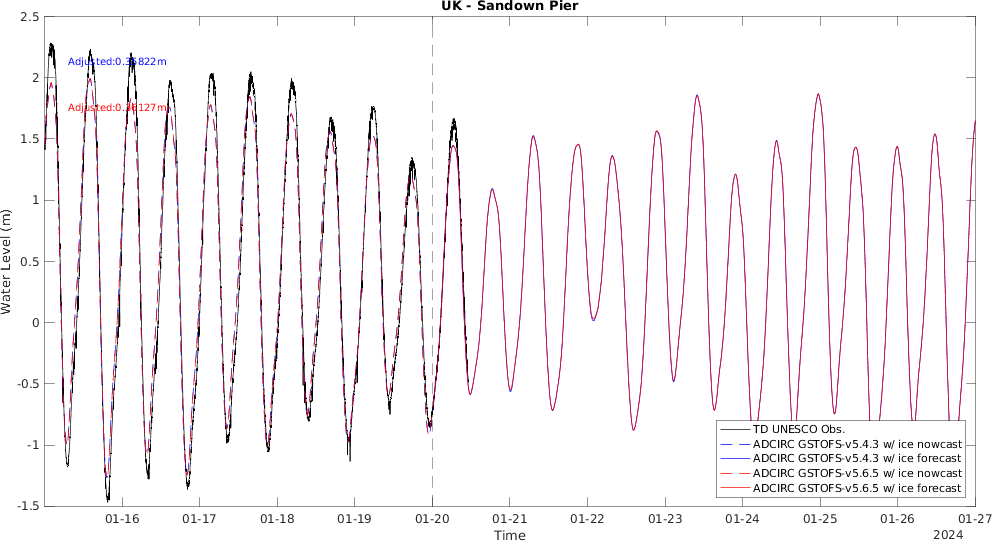 UK - Sandown Pier
2.5
2
1.5
1
0.5
0
-0.5
-1
-1.5
Water Level (m)
Adjusted:0.36822m
Adjusted:0.36127m
TD UNESCO Obs.
ADCIRC GSTOFS-v5.4.3 w/ ice nowcast
ADCIRC GSTOFS-v5.4.3 w/ ice forecast
ADCIRC GSTOFS-v5.6.5 w/ ice nowcast
ADCIRC GSTOFS-v5.6.5 w/ ice forecast
01-16 01-17 01-18 01-19 01-20 01-21 01-22 01-23 01-24 01-25 01-26 01-27
Time
2024